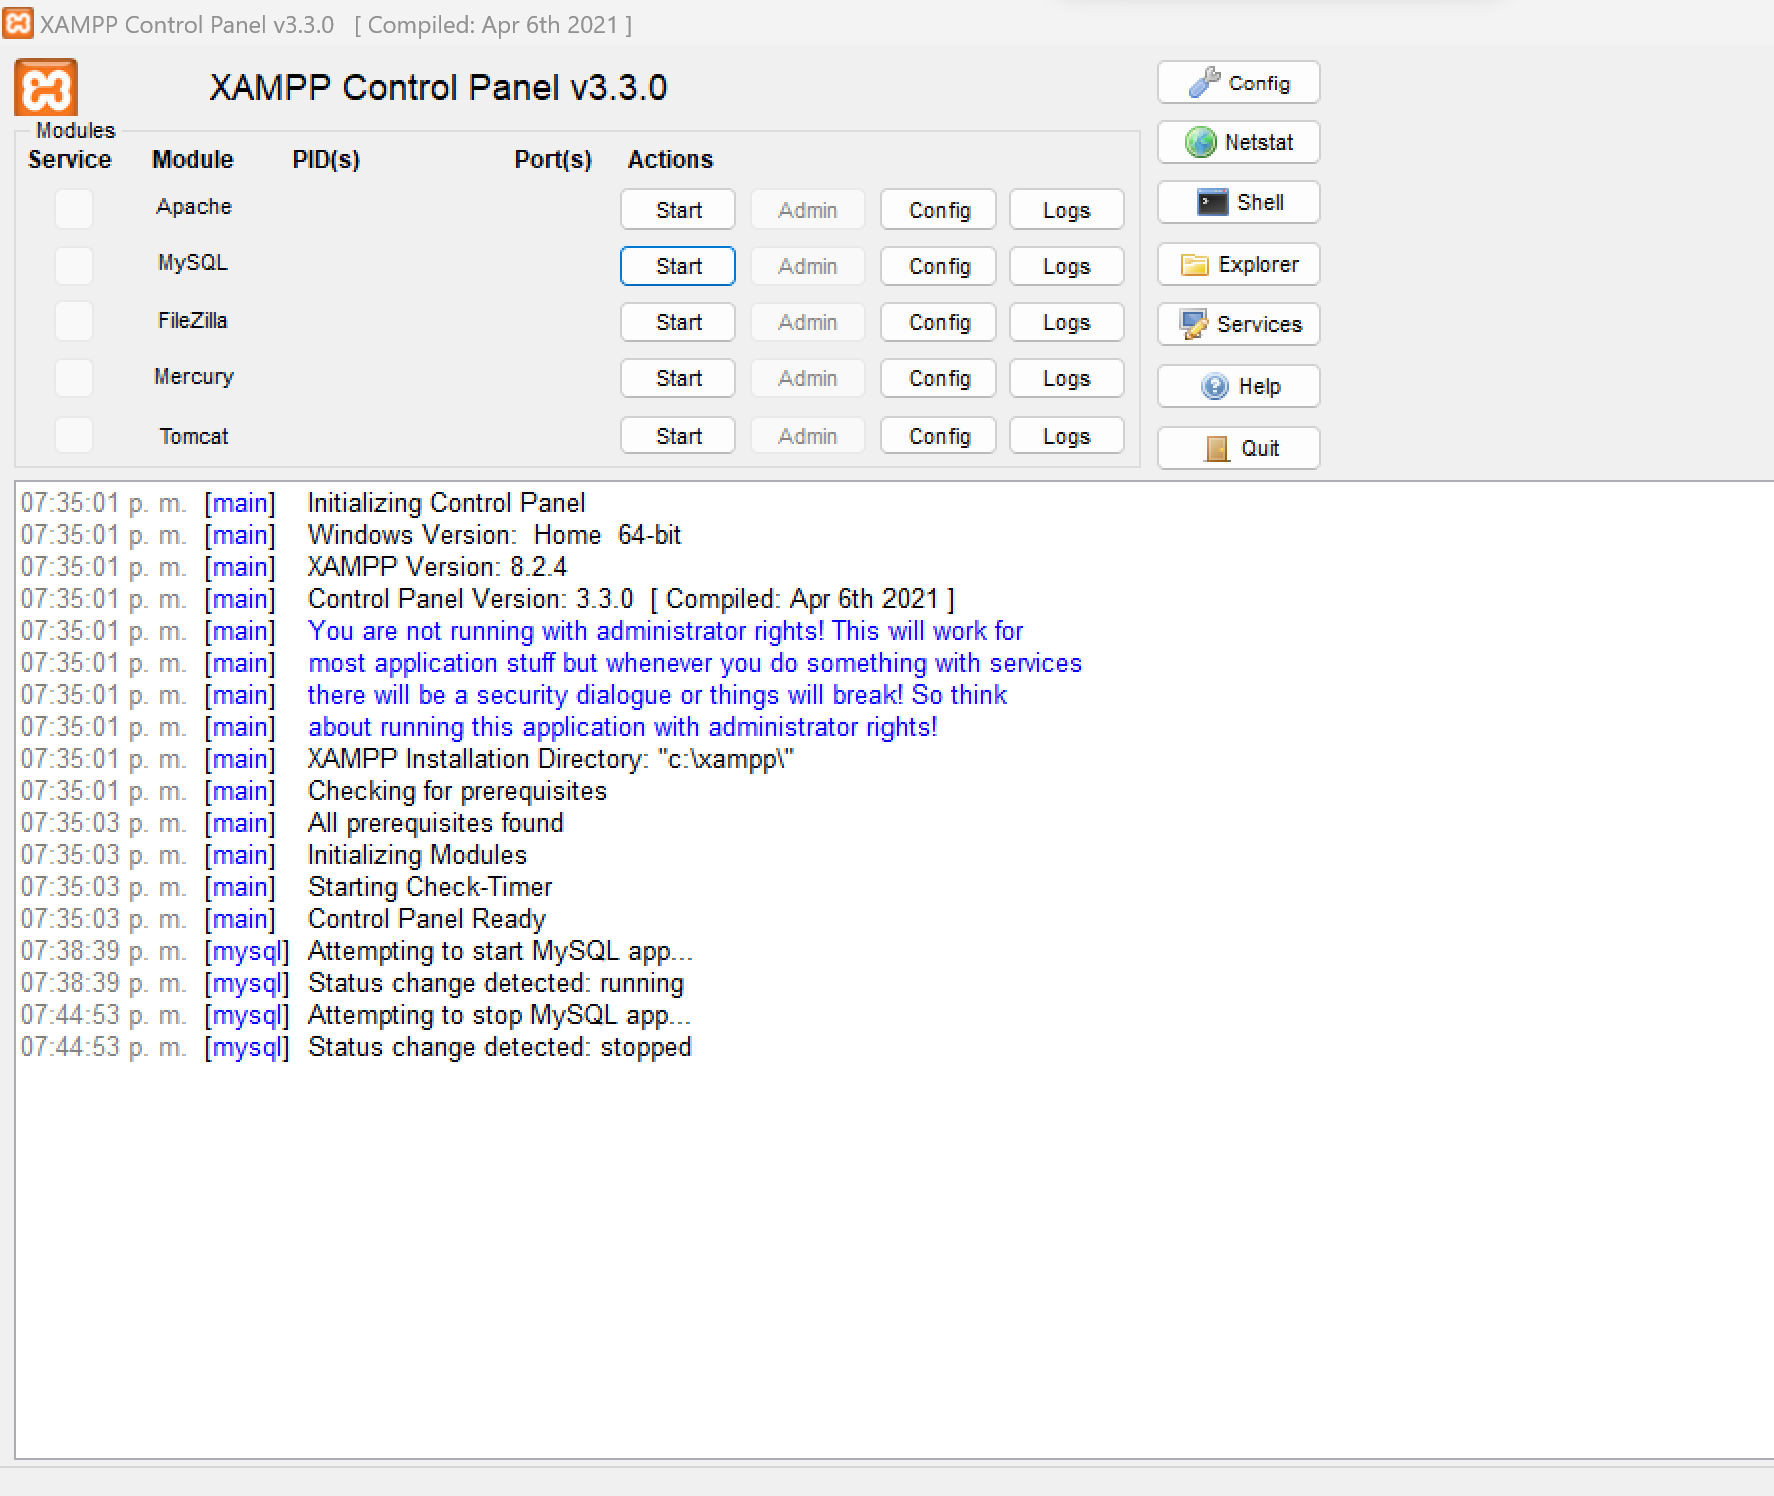 XAMPP Control Panel v3.3.0 [ Compiled: Apr 6th 2021 ]
XAMPP Control Panel v3.3.0
Config
Modules
Service Module PID(s) Port(s) Actions
Netstat
Apache Start Admin Config Logs
Shell
MySQL Start Admin Config Logs
Explorer
FileZilla Start Admin Config Logs
Services
Mercury Start Admin Config Logs
Help
Tomcat Start Admin Config Logs
Quit
07:35:01 p. m. [main] Initializing Control Panel
07:35:01 p. m. [main] Windows Version: Home 64-bit
07:35:01 p. m. [main] XAMPP Version: 8.2.4
07:35:01 p. m. [main] Control Panel Version: 3.3.0 [ Compiled: Apr 6th 2021 ]
07:35:01 p. m. [main] You are not running with administrator rights! This will work for
07:35:01 p. m. [main] most application stuff but whenever you do something with services
07:35:01 p. m. [main] there will be a security dialogue or things will break! So think
07:35:01 p. m. [main] about running this application with administrator rights!
07:35:01 p. m. [main] XAMPP Installation Directory: "c:\xampp\"
07:35:01 p. m. [main] Checking for prerequisites
07:35:03 p. m. [main] All prerequisites found
07:35:03 p. m. [main] Initializing Modules
07:35:03 p. m. [main] Starting Check-Timer
07:35:03 p. m. [main] Control Panel Ready
07:38:39 p. m. [mysql] Attempting to start MySQL app...
07:38:39 p. m. [mysql] Status change detected: running
07:44:53 p. m. [mysql] Attempting to stop MySQL app...
07:44:53 p. m. [mysql] Status change detected: stopped